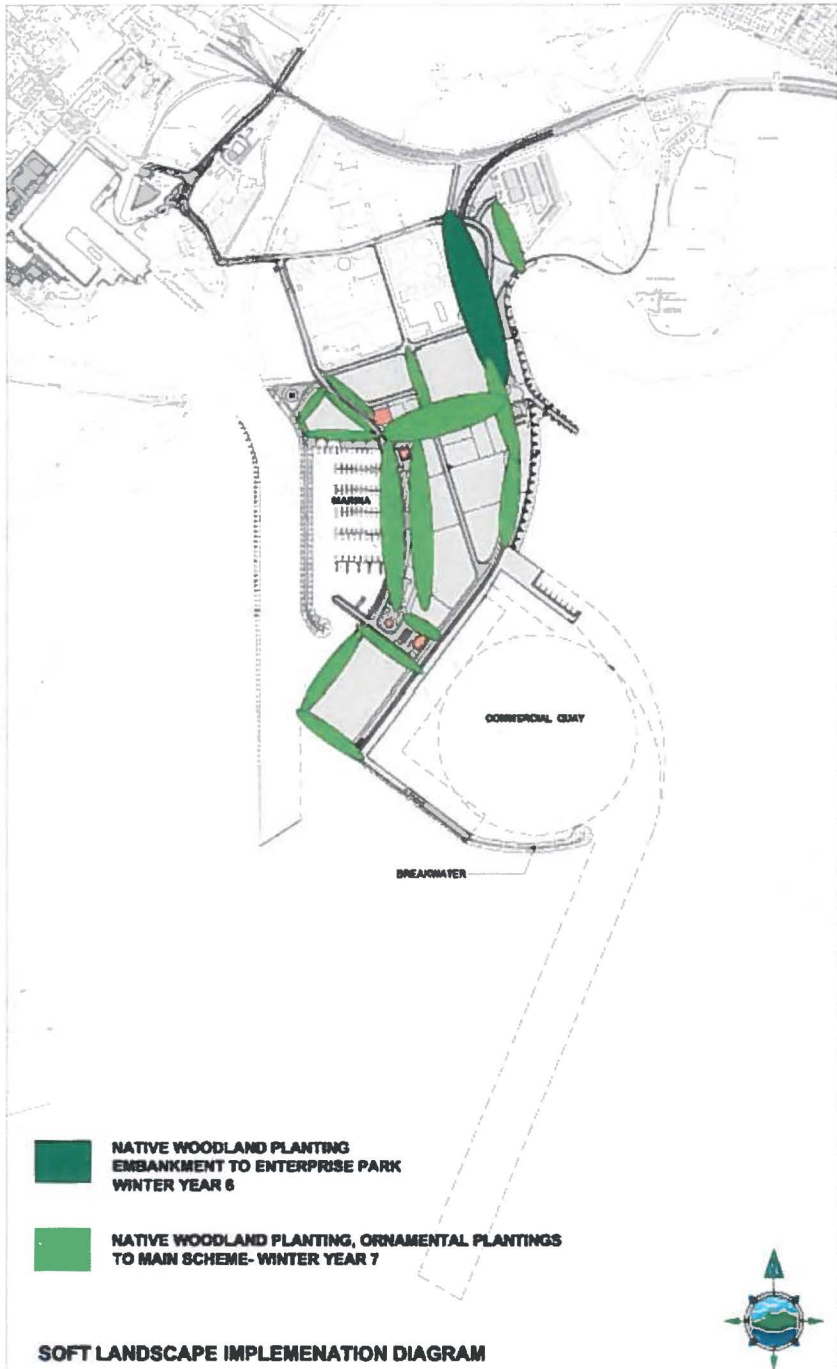 MARINA
COMMERCIAL QUAY
BREAKWATER
NATIVE WOODLAND PLANTING
EMBANKMENT TO ENTERPRISE PARK
WINTER YEAR 6
NATIVE WOODLAND PLANTING, ORNAMENTAL PLANTINGS
TO MAIN SCHEME- WINTER YEAR 7
SOFT LANDSCAPE IMPLEMENATION DIAGRAM